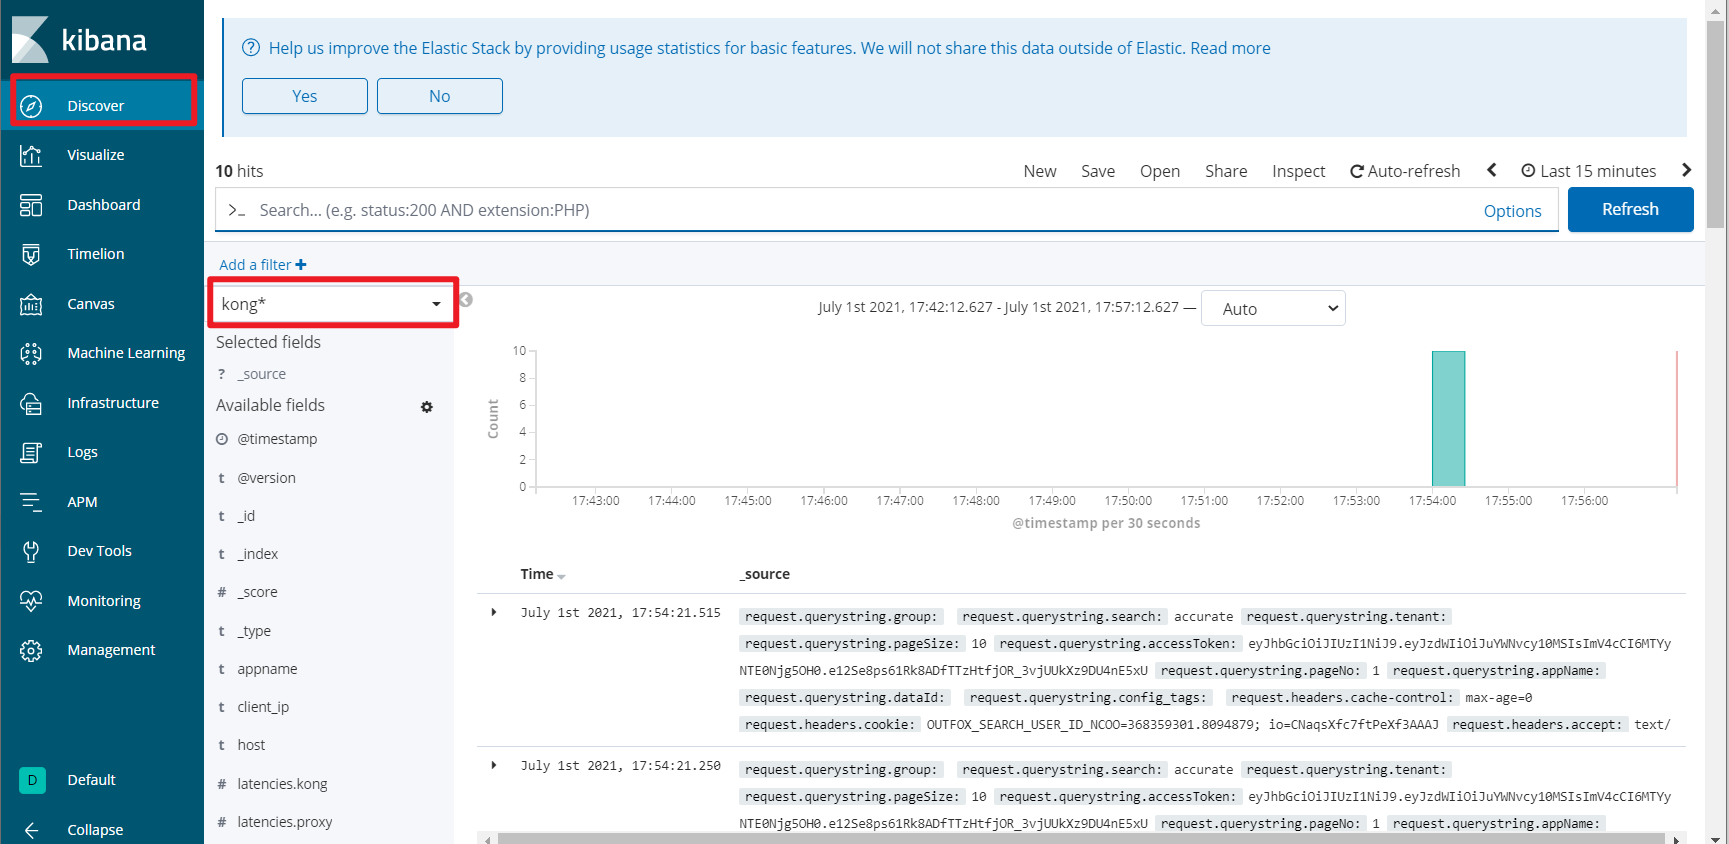 kibana
Discover
Visualize
Dashboard
Timelion
Canvas
Machine Learning
Infrastructure
Logs
APM
Dev Tools
Monitoring
Management
D Default
Collapse
Help us improve the Elastic Stack by providing usage statistics for basic features. We will not share this data outside of Elastic. Read more
Yes No
10 hits New Save Open Share Inspect Auto-refresh Last 15 minutes
>_ Search... (e.g. status:200 AND extension:PHP) Options Refresh
Add a filter +
kong*
Selected fields
? _source
Available fields
@timestamp
t @version
t _id
t _index
# _score
t _type
t appname
t client_ip
t host
# latencies.kong
# latencies.proxy
July 1st 2021, 17:42:12.627 - July 1st 2021, 17:57:12.627 — Auto
10
8
6
4
2
0
Count
17:43:00 17:44:00 17:45:00 17:46:00 17:47:00 17:48:00 17:49:00 17:50:00 17:51:00 17:52:00 17:53:00 17:54:00 17:55:00 17:56:00
@timestamp per 30 seconds
Time _source
July 1st 2021, 17:54:21.515 request.querystring.group: request.querystring.search: accurate request.querystring.tenant:
request.querystring.pageSize: 10 request.querystring.accessToken: eyJhbGciOiJIUzI1NiJ9.eyJzdWIiOiJuYWNvcy10MSIsImV4cCI6MTYy
NTE0Njg5OH0.e12Se8ps61Rk8ADfTTzHtfjOR_3vjUUkXz9DU4nE5xU request.querystring.pageNo: 1 request.querystring.appName:
request.querystring.dataId: request.querystring.config_tags: request.headers.cache-control: max-age=0
request.headers.cookie: OUTFOX_SEARCH_USER_ID_NCOO=368359301.8094879; io=CNaqsXfc7ftPeXf3AAAJ request.headers.accept: text/
July 1st 2021, 17:54:21.250 request.querystring.group: request.querystring.search: accurate request.querystring.tenant:
request.querystring.pageSize: 10 request.querystring.accessToken: eyJhbGciOiJIUzI1NiJ9.eyJzdWIiOiJuYWNvcy10MSIsImV4cCI6MTYy
NTE0Njg5OH0.e12Se8ps61Rk8ADfTTzHtfjOR_3vjUUkXz9DU4nE5xU request.querystring.pageNo: 1 request.querystring.appName: